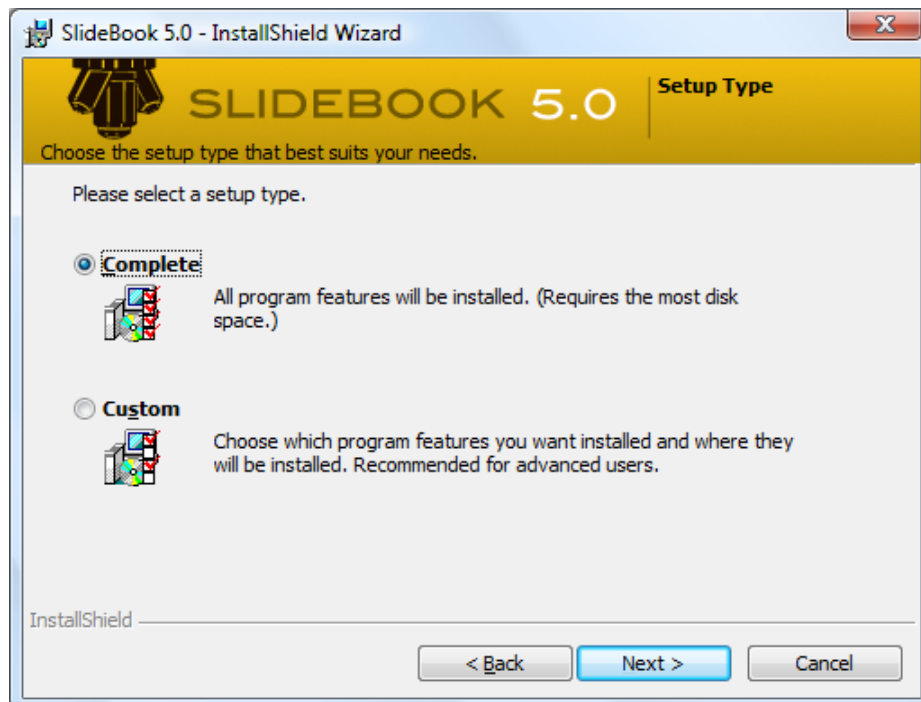 SlideBook 5.0 - InstallShield Wizard
SLIDEBOOK 5.0
Setup Type
Choose the setup type that best suits your needs.
Please select a setup type.
Complete
All program features will be installed. (Requires the most disk
space.)
Custom
Choose which program features you want installed and where they
will be installed. Recommended for advanced users.
InstallShield
< Back
Next >
Cancel